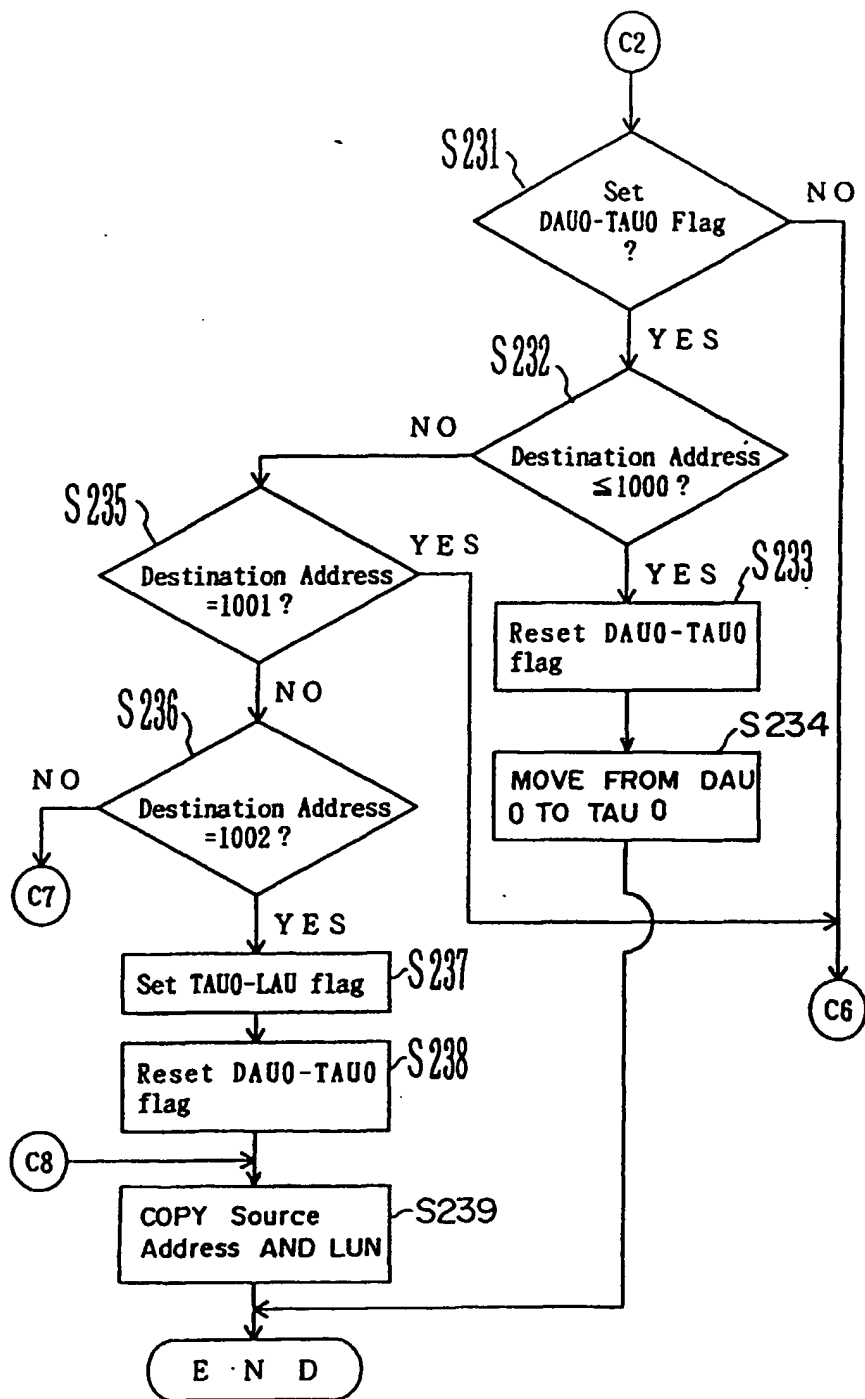 C2
S231
Set
DAU0-TAU0 Flag
?
NO
YES
S232
Destination Address
≦1000?
NO
YES
S235
Destination Address
=1001?
YES
NO
S233
Reset DAU0-TAU0
flag
S234
MOVE FROM DAU
0 TO TAU 0
S236
Destination Address
=1002?
NO
C7
YES
C6
S237
Set TAU0-LAU flag
S238
Reset DAU0-TAU0
flag
C8
S239
COPY Source
Address AND LUN
E N D